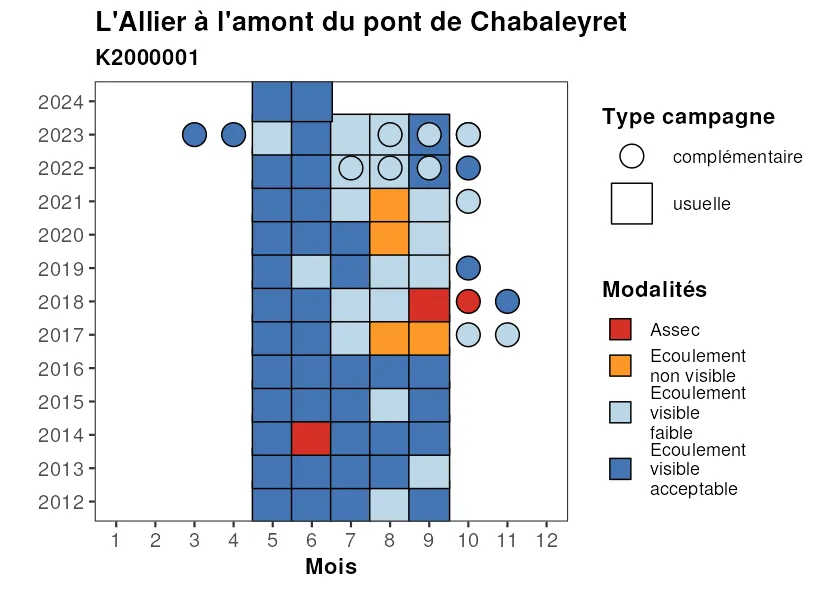 L'Allier à l'amont du pont de Chabaleyret
K2000001
2024
2023
2022
2021
2020
2019
2018
2017
2016
2015
2014
2013
2012
1 2 3 4 5 6 7 8 9 10 11 12
Mois
Type campagne
complémentaire
usuelle
Modalités
Assec
Ecoulement
non visible
Ecoulement
visible
faible
Ecoulement
visible
acceptable